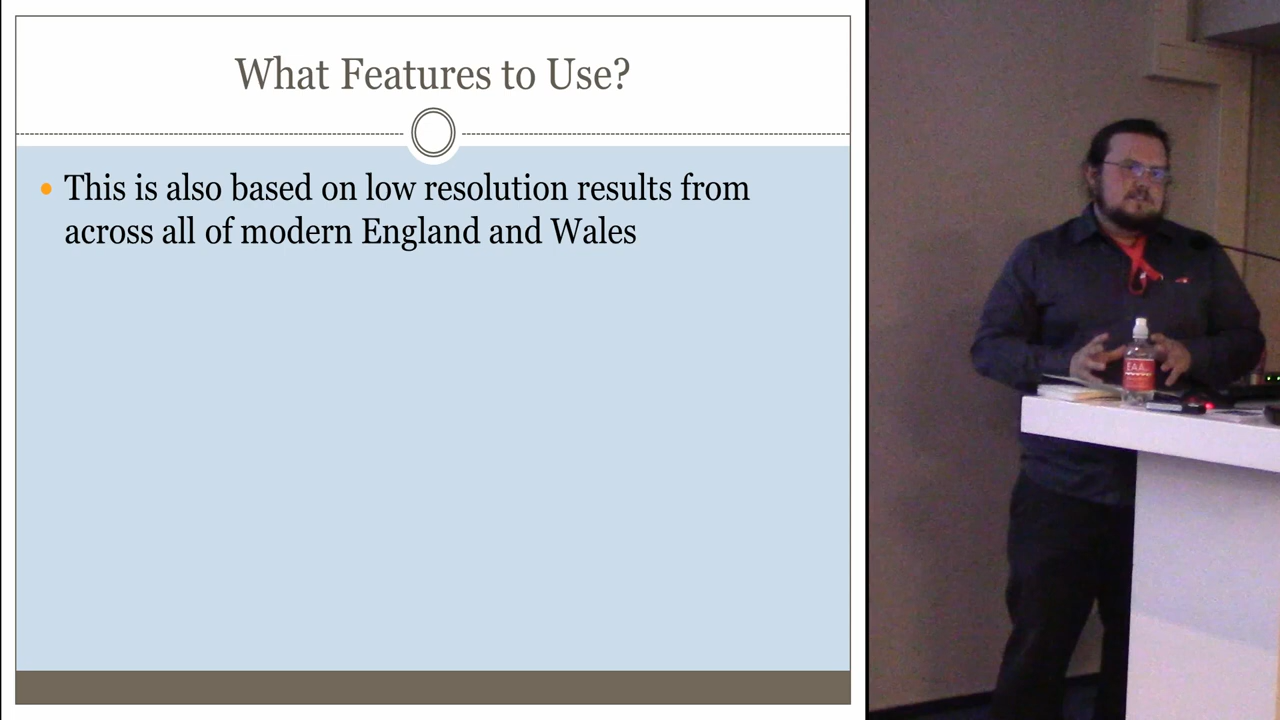 What Features to Use?
This is also based on low resolution results from
across all of modern England and Wales
EAA